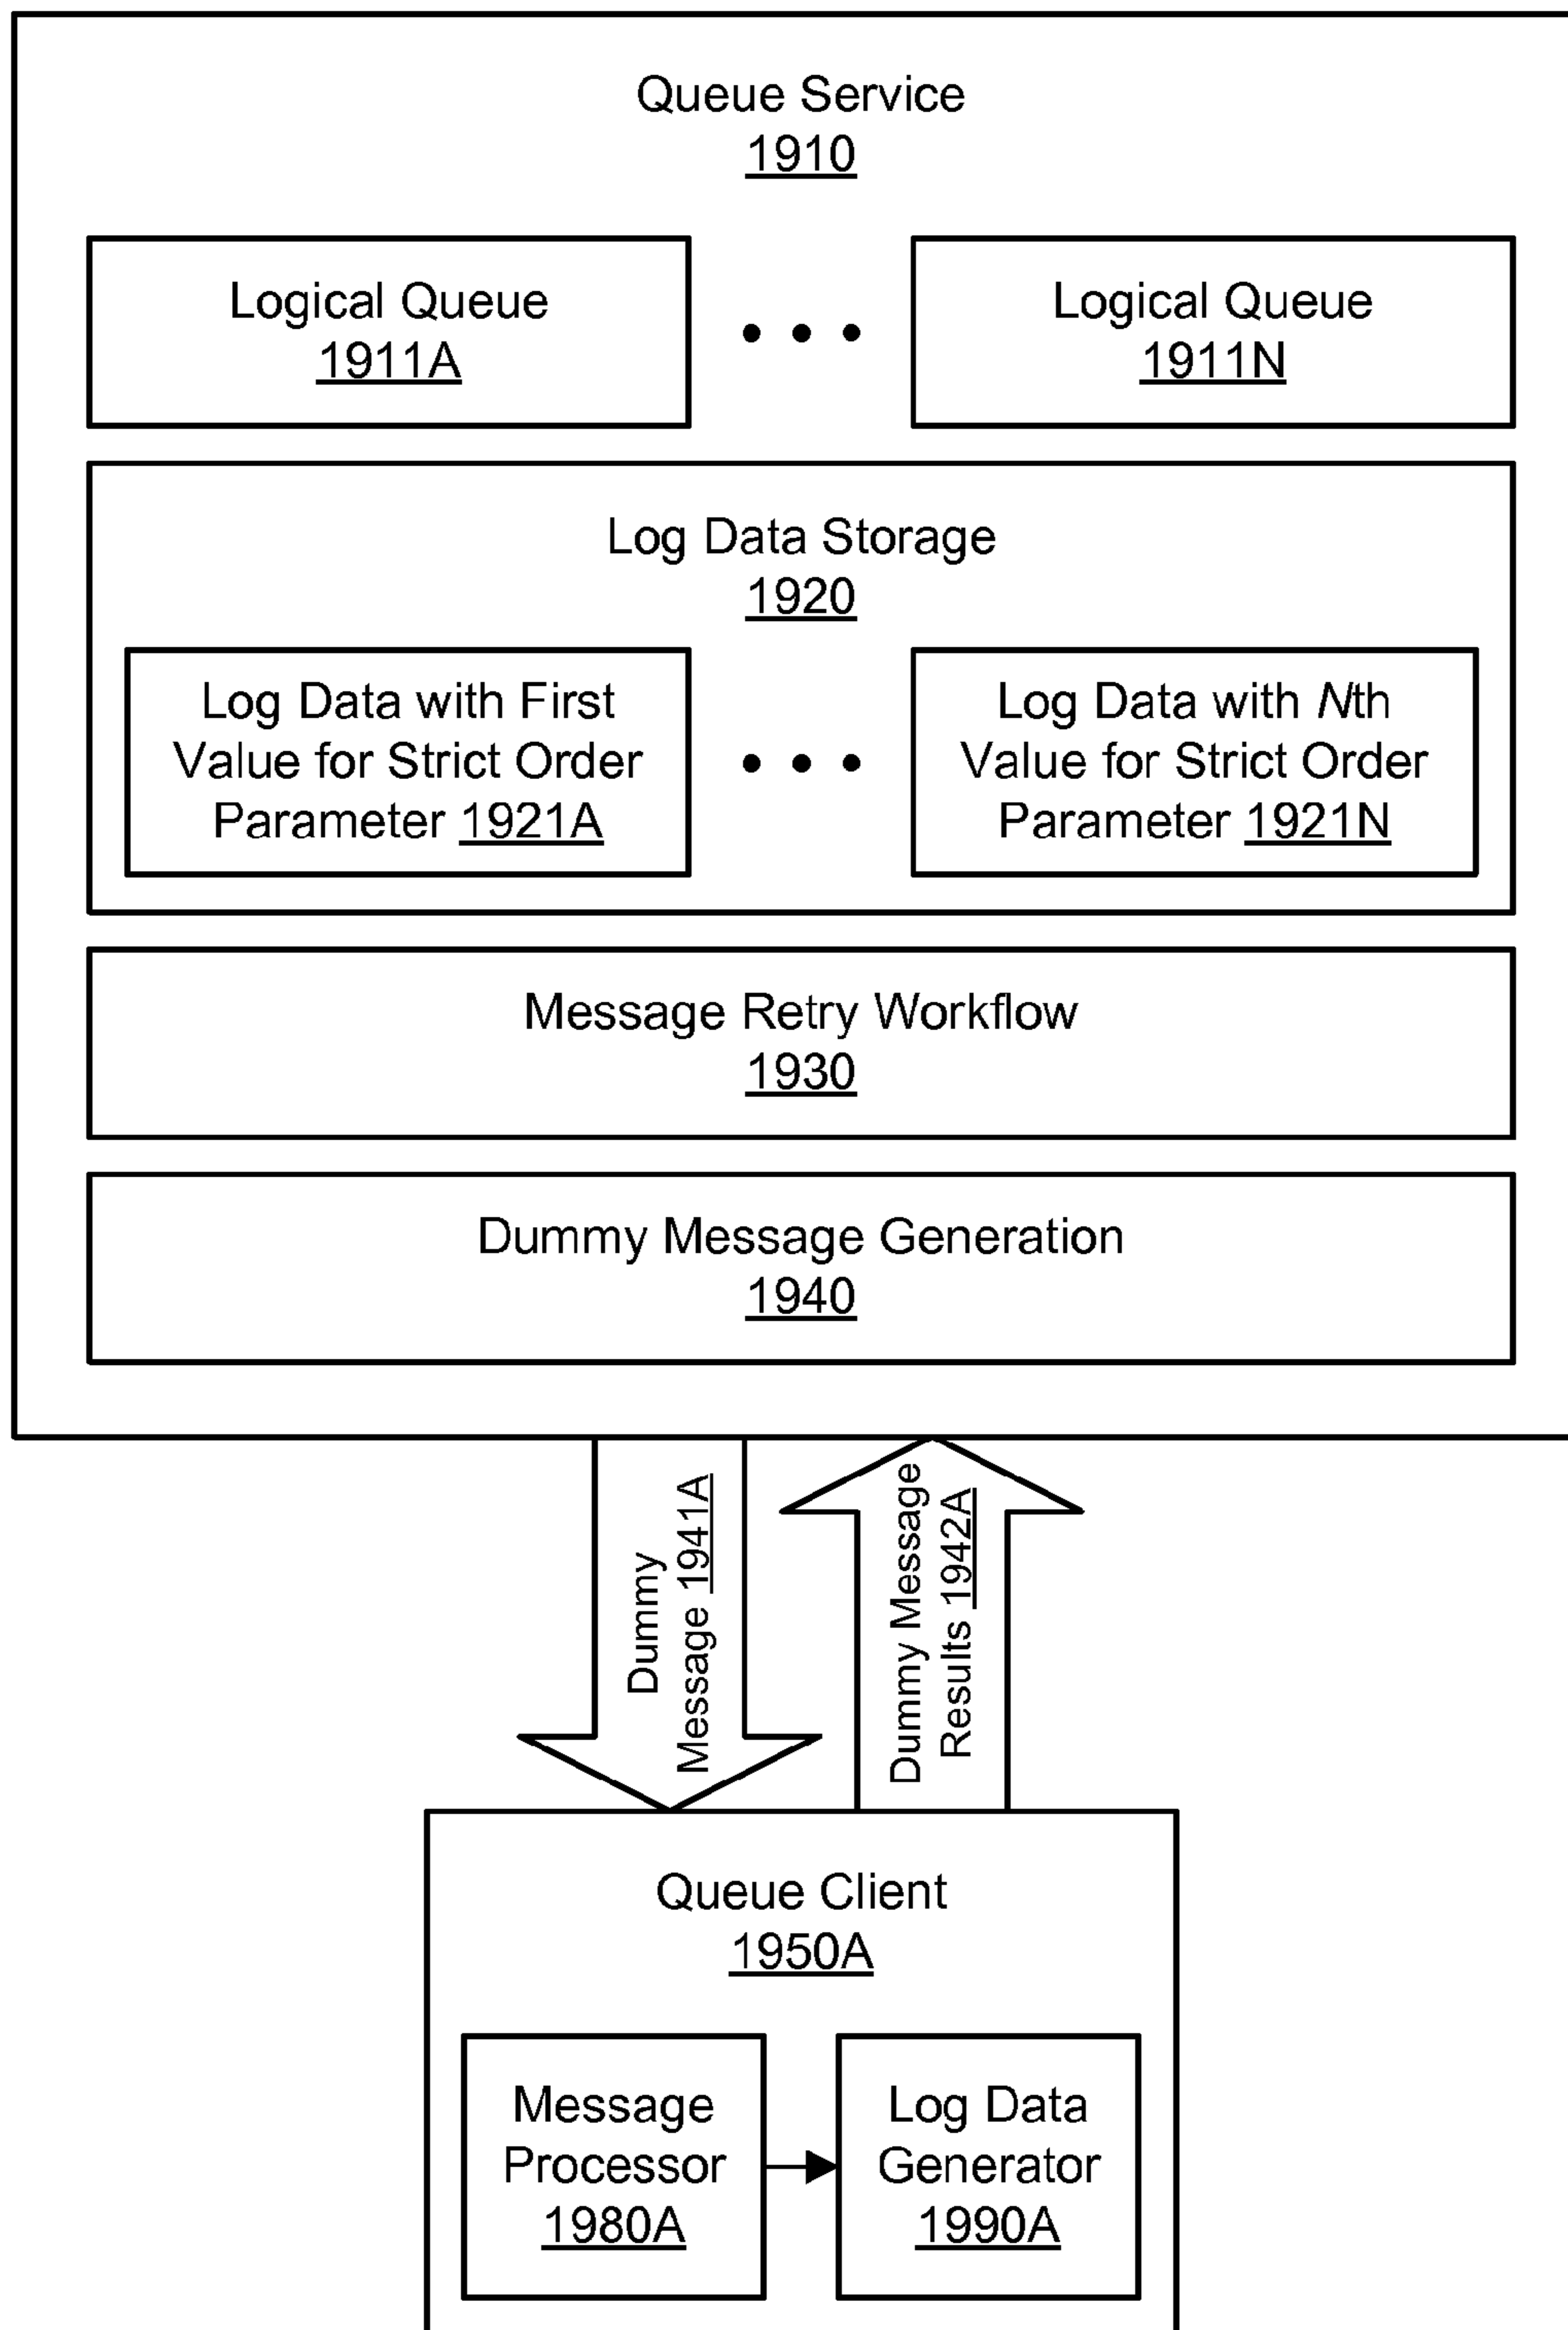 Queue Service
1910
Logical Queue
1911A
Logical Queue
1911N
Log Data Storage
1920
Log Data with First
Value for Strict Order
Parameter 1921A
Log Data with Nth
Value for Strict Order
Parameter 1921N
Message Retry Workflow
1930
Dummy Message Generation
1940
Dummy
Message 1941A
Dummy Message
Results 1942A
Queue Client
1950A
Message
Processor
1980A
Log Data
Generator
1990A